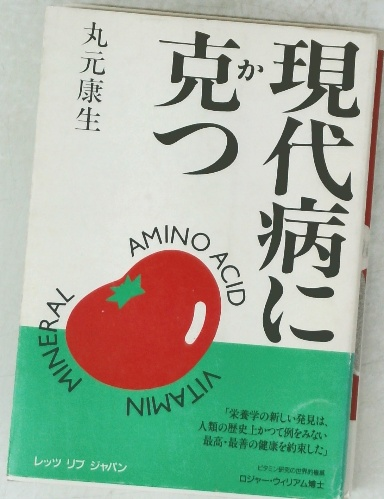 現代病に
克つ
か
丸元康生
AMINO ACID
MINERAL
VITAMIN
「栄養学の新しい発見は、
人類の歴史上かつて例をみない
最高・最善の健康を約束した」
ビタミン研究の世界的権威
ロジャー・ウィリアム博士
レッツ リブ ジャパン